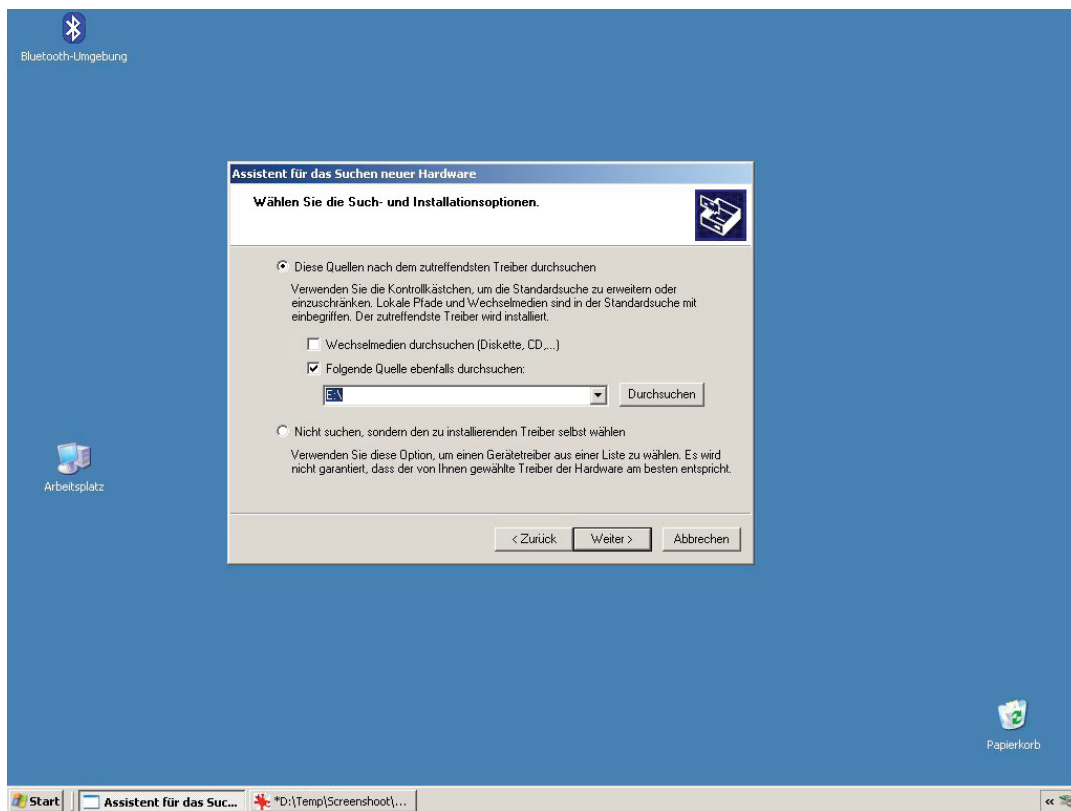 Bluetooth-Umgebung
Assistent für das Suchen neuer Hardware
Wählen Sie die Such- und Installationsoptionen.
Diese Quellen nach dem zutreffendsten Treiber durchsuchen
Verwenden Sie die Kontrollkästchen, um die Standardsuche zu erweitern oder
einzuschränken. Lokale Pfade und Wechselmedien sind in der Standardsuche mit
einbegriffen. Der zutreffendste Treiber wird installiert.
Wechselmedien durchsuchen (Diskette, CD,...)
Folgende Quelle ebenfalls durchsuchen:
E:\ Durchsuchen
Nicht suchen, sondern den zu installierenden Treiber selbst wählen
Verwenden Sie diese Option, um einen Gerätetreiber aus einer Liste zu wählen. Es wird
nicht garantiert, dass der von Ihnen gewählte Treiber der Hardware am besten entspricht.
Arbeitsplatz
< Zurück Weiter > Abbrechen
Papierkorb
Start Assistent für das Suc... *D:\Temp\Screenshoot\... «